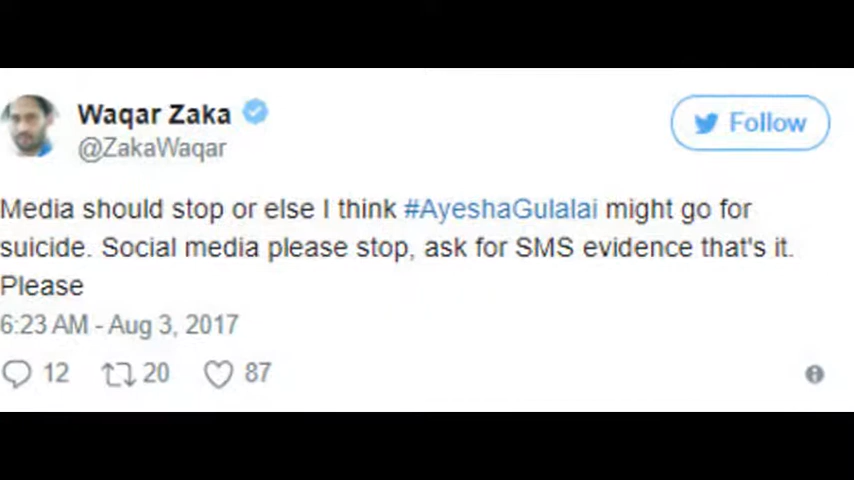 Waqar Zaka
@ZakaWaqar
Follow
Media should stop or else I think #AyeshaGulalai might go for
suicide. Social media please stop, ask for SMS evidence that's it.
Please
6:23 AM - Aug 3, 2017
12 20 87